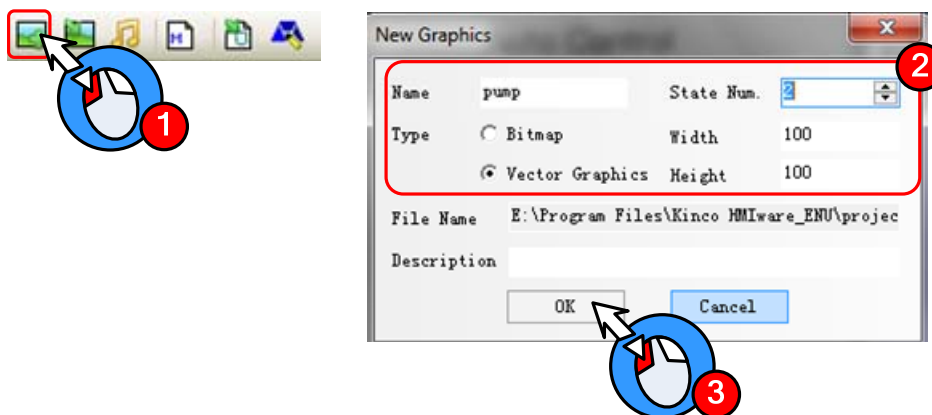 New Graphics
2
Name pump State Num. 2
Type Bitmap Width 100
Vector Graphics Height 100
File Name E:\Program Files\Kinco HMIware_ENU\projec
Description
OK Cancel
1
3